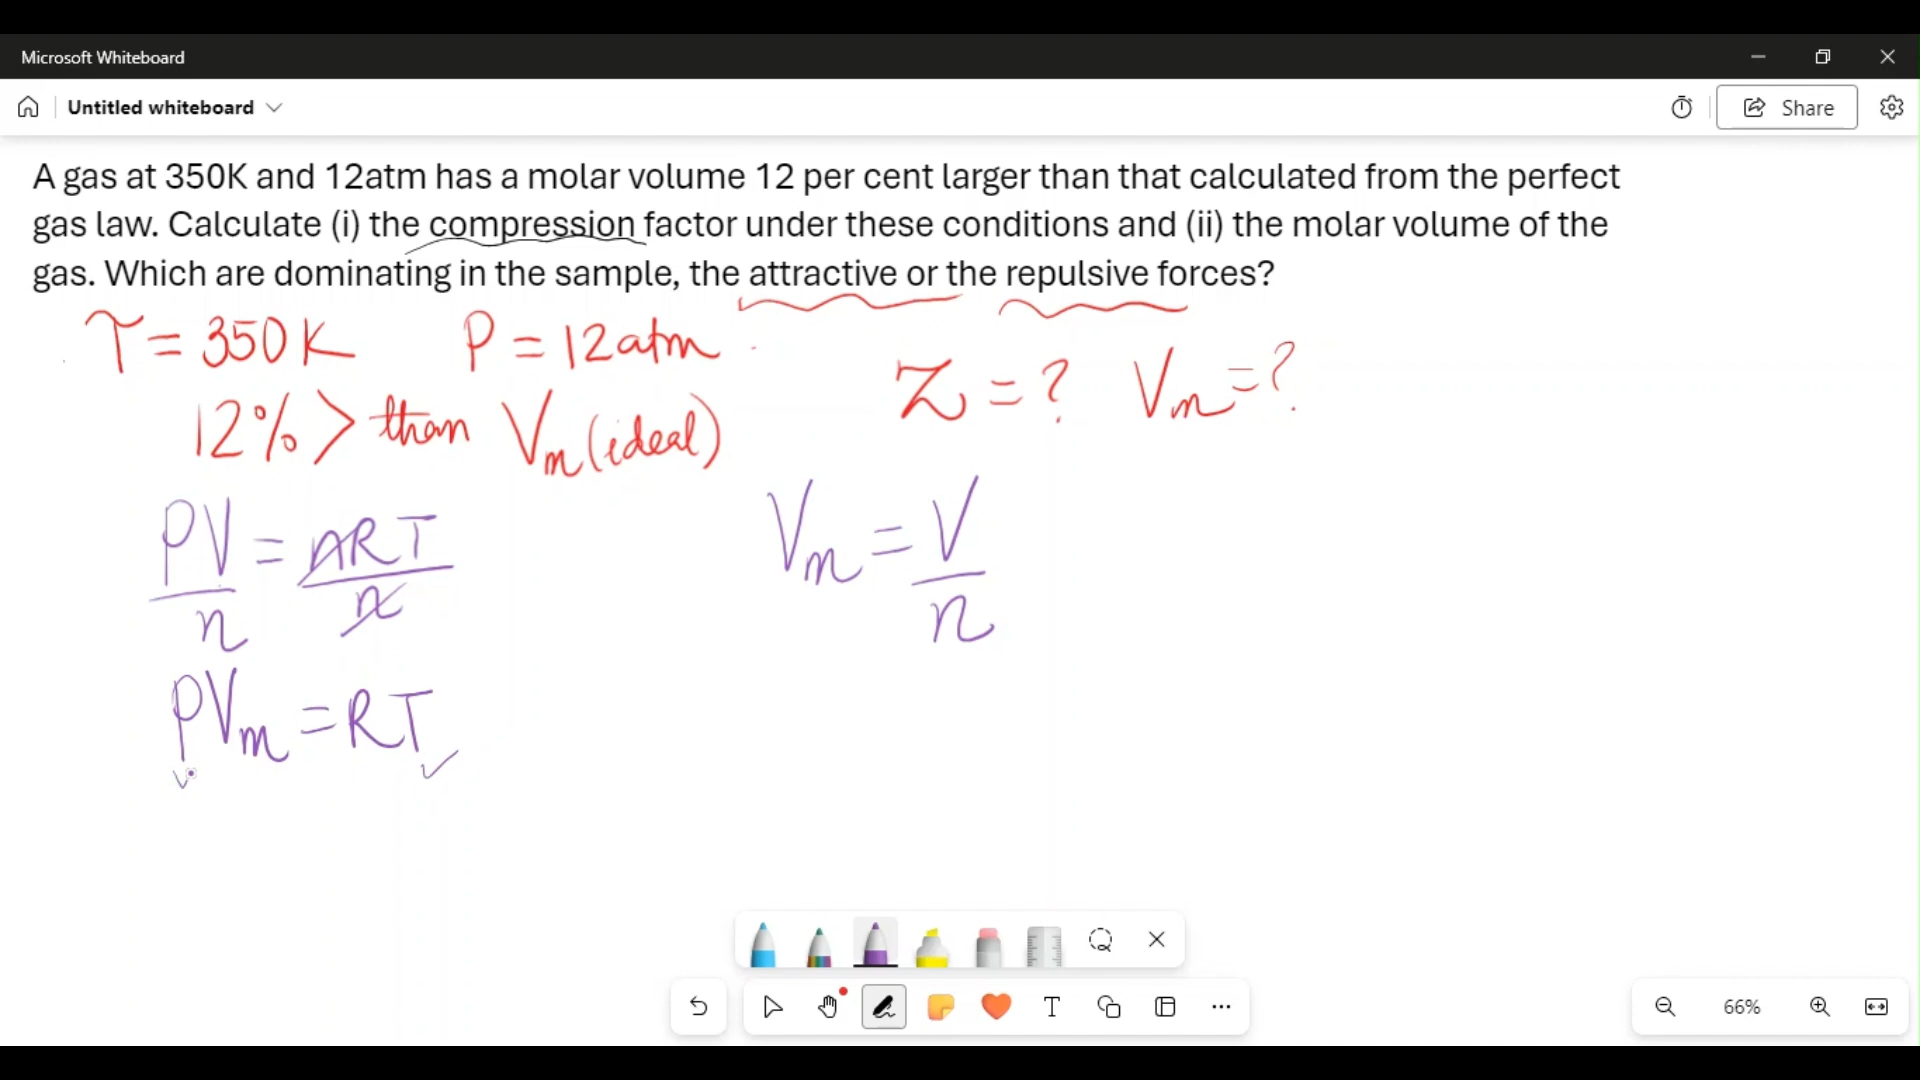 Microsoft Whiteboard
Untitled whiteboard
Share
A gas at 350K and 12atm has a molar volume 12 per cent larger than that calculated from the perfect
gas law. Calculate (i) the compression factor under these conditions and (ii) the molar volume of the
gas. Which are dominating in the sample, the attractive or the repulsive forces?
T = 350 K P = 12 atm
Z = ? Vm = ?
12% > than Vm (ideal)
PV/n = nRT/n
Vm = V/n
PVm = RT
T
66%